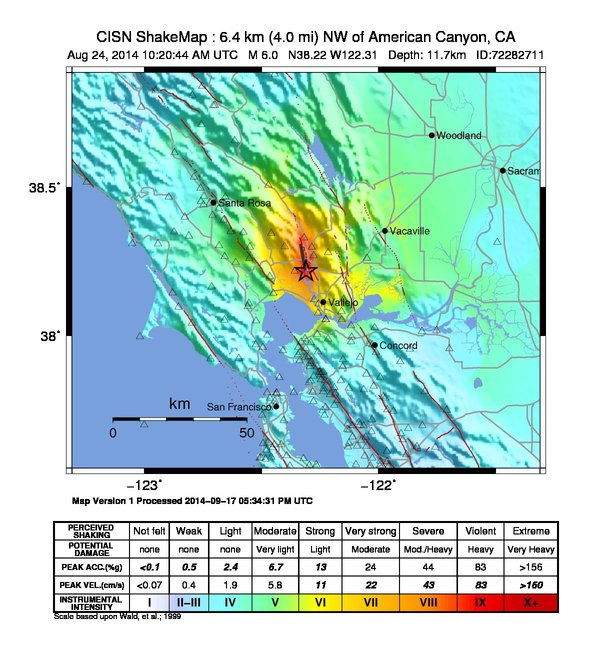 CISN ShakeMap : 6.4 km (4.0 mi) NW of American Canyon, CA
Aug 24, 2014 10:20:44 AM UTC M 6.0 N38.22 W122.31 Depth: 11.7km ID:72282711
Woodland
Sacram
38.5°
Santa Rosa
Vacaville
Vallejo
38°
Concord
km
San Francisco
0 50
−123° −122°
Map Version 1 Processed 2014−09−17 05:34:31 PM UTC
PERCEIVED SHAKING Not felt Weak Light Moderate Strong Very strong Severe Violent Extreme
POTENTIAL DAMAGE none none none Very light Light Moderate Mod./Heavy Heavy Very Heavy
PEAK ACC.(%g) <0.1 0.5 2.4 6.7 13 24 44 83 >156
PEAK VEL.(cm/s) <0.07 0.4 1.9 5.8 11 22 43 83 >160
INSTRUMENTAL INTENSITY I II−III IV V VI VII VIII IX X+
Scale based upon Wald, et al.; 1999